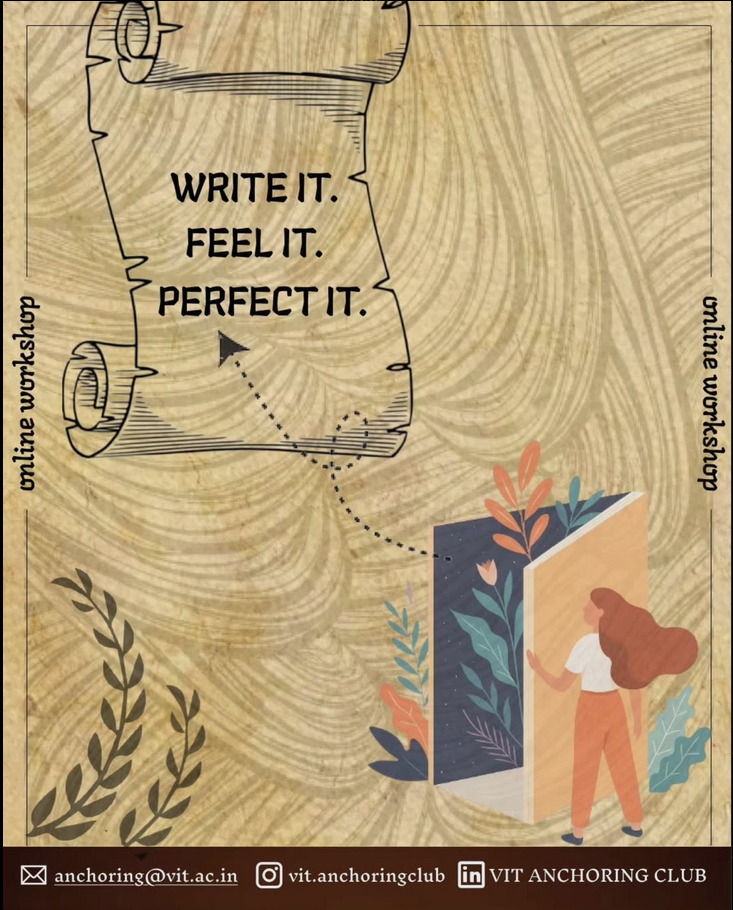 WRITE IT.
FEEL IT.
PERFECT IT.
online workshop
online workshop
anchoring@vit.ac.in
vit.anchoringclub
in VIT ANCHORING CLUB